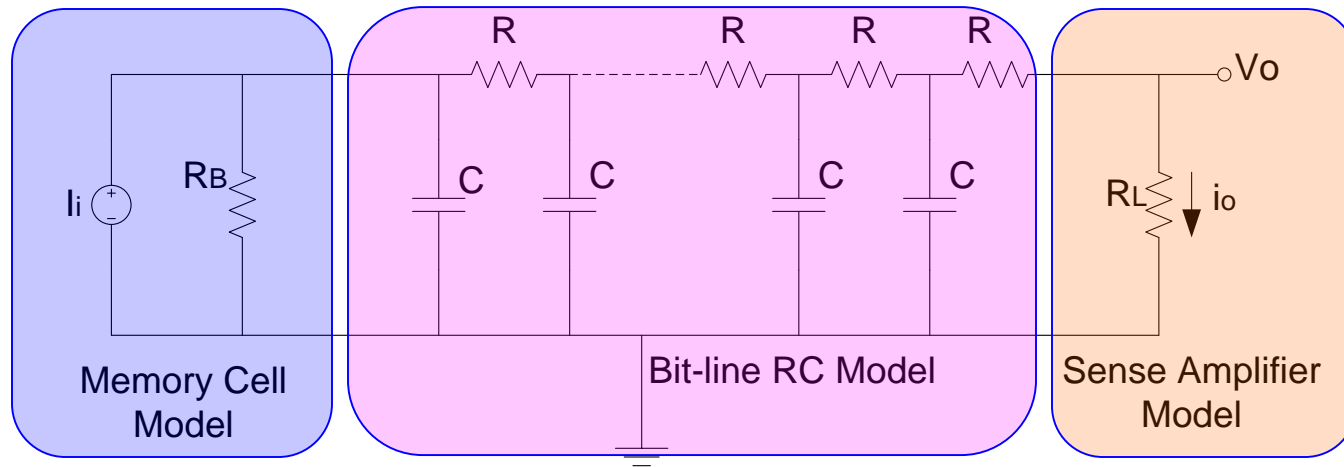 R R R R
Vo
+
−
Ii
RB
C C C C
RL
io
Memory Cell
Model
Bit-line RC Model
Sense Amplifier
Model